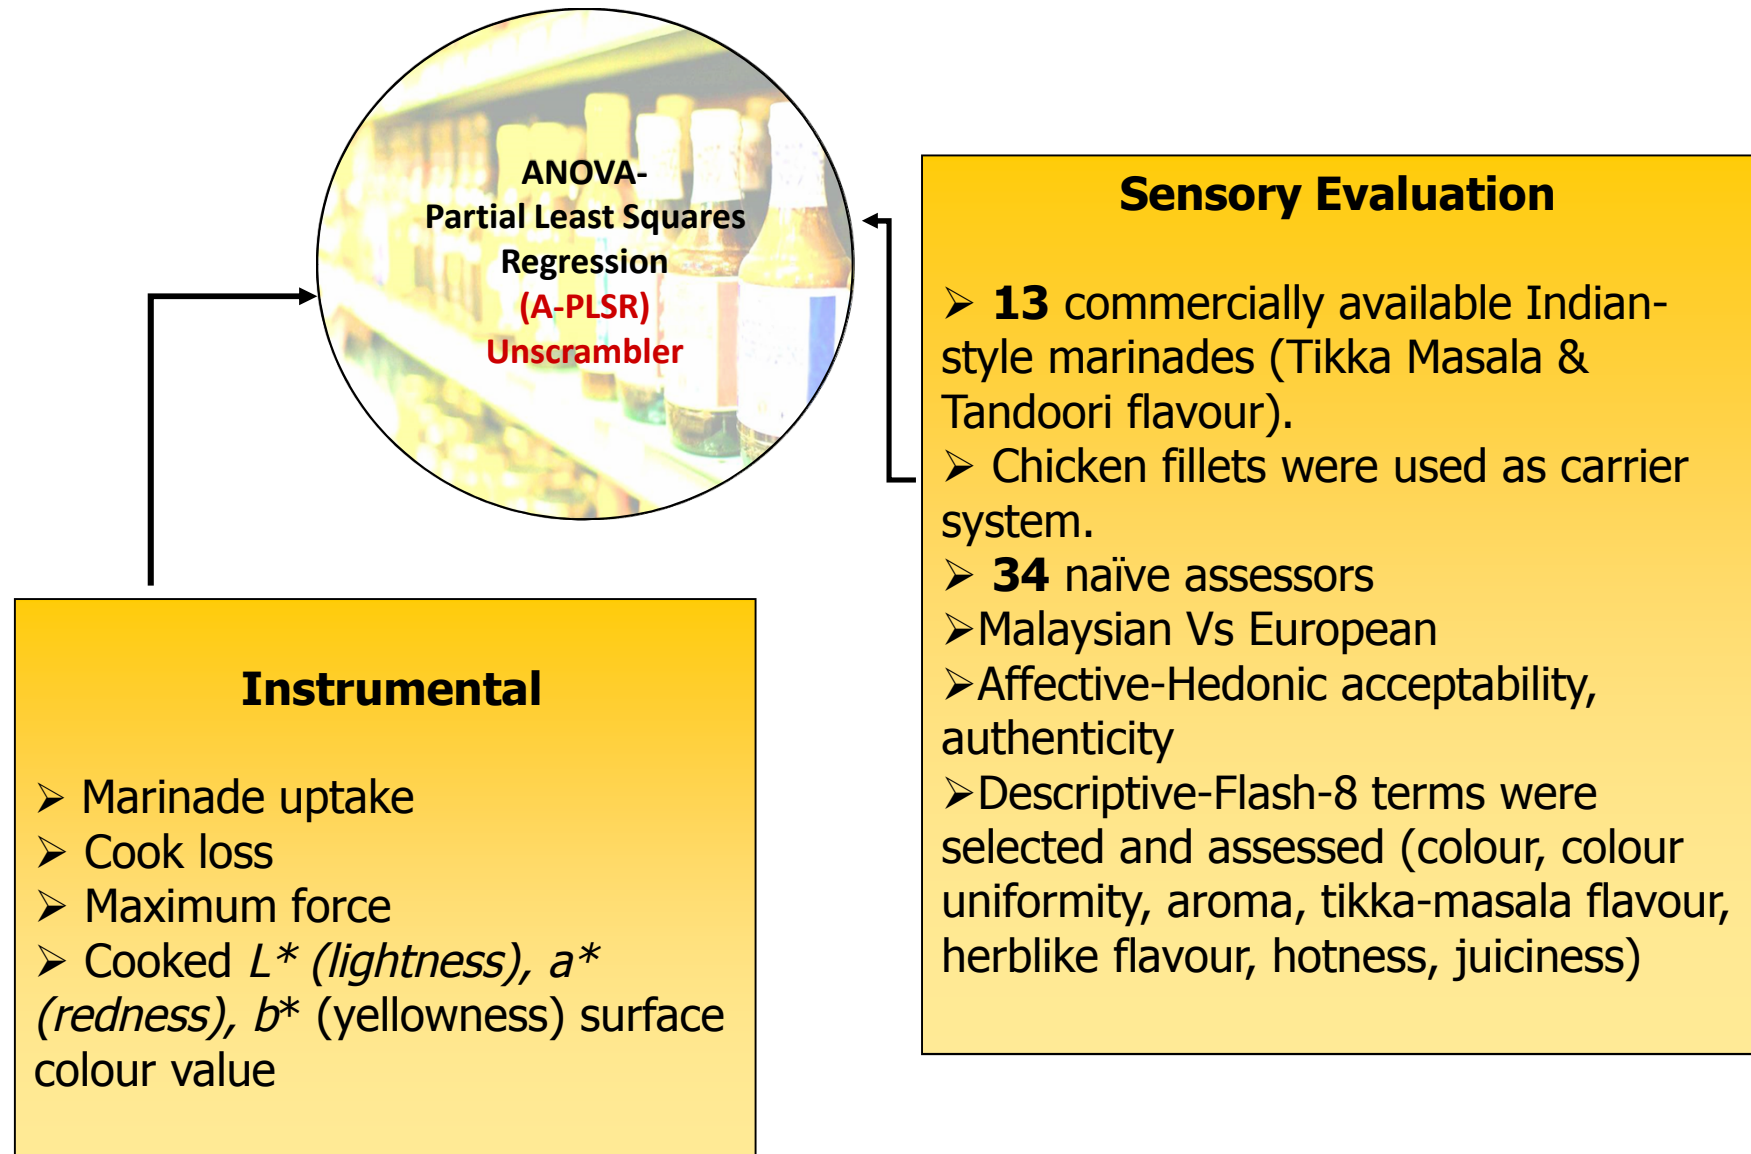 ANOVA-
Partial Least Squares
Regression
(A-PLSR)
Unscrambler
Sensory Evaluation
➢ 13 commercially available Indian-
style marinades (Tikka Masala &
Tandoori flavour).
➢ Chicken fillets were used as carrier
system.
➢ 34 naïve assessors
➢Malaysian Vs European
➢Affective-Hedonic acceptability,
authenticity
➢Descriptive-Flash-8 terms were
selected and assessed (colour, colour
uniformity, aroma, tikka-masala flavour,
herblike flavour, hotness, juiciness)
Instrumental
➢ Marinade uptake
➢ Cook loss
➢ Maximum force
➢ Cooked L* (lightness), a*
(redness), b* (yellowness) surface
colour value